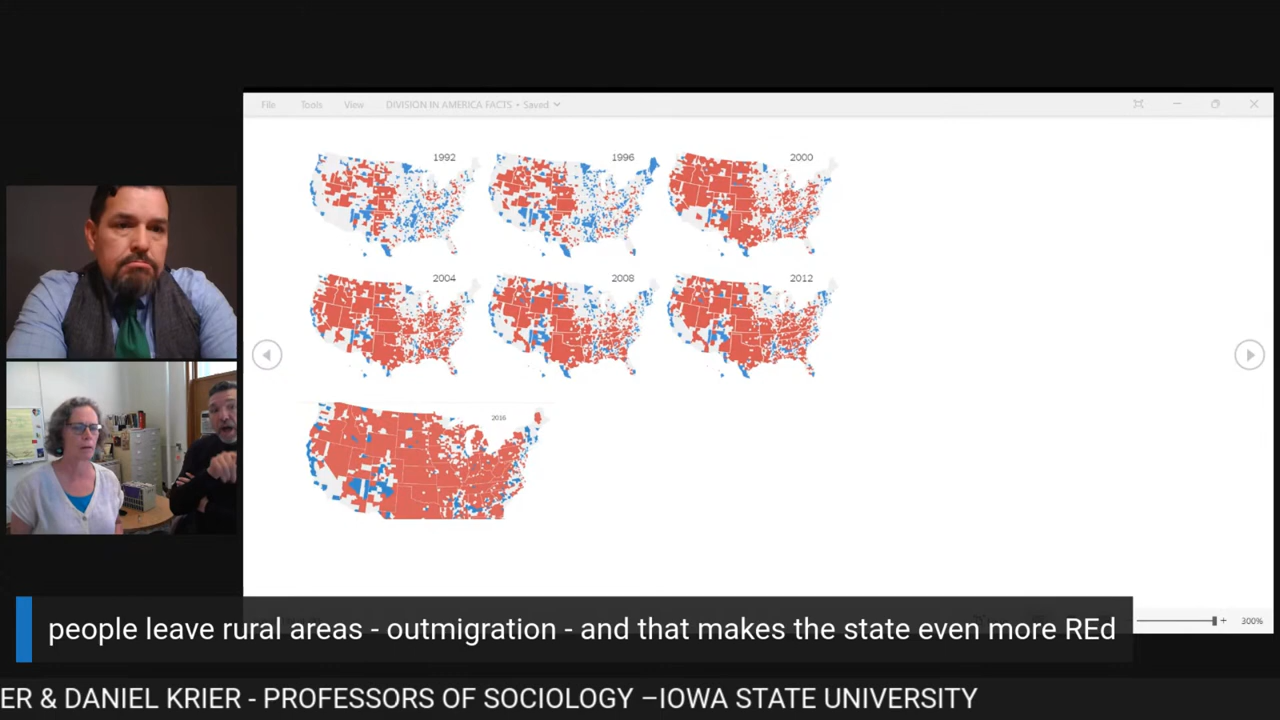 File Tools View DIVISION IN AMERICA FACTS • Saved
1992 1996 2000
2004 2008 2012
2016
people leave rural areas - outmigration - and that makes the state even more REd
300%
ER & DANIEL KRIER - PROFESSORS OF SOCIOLOGY –IOWA STATE UNIVERSITY